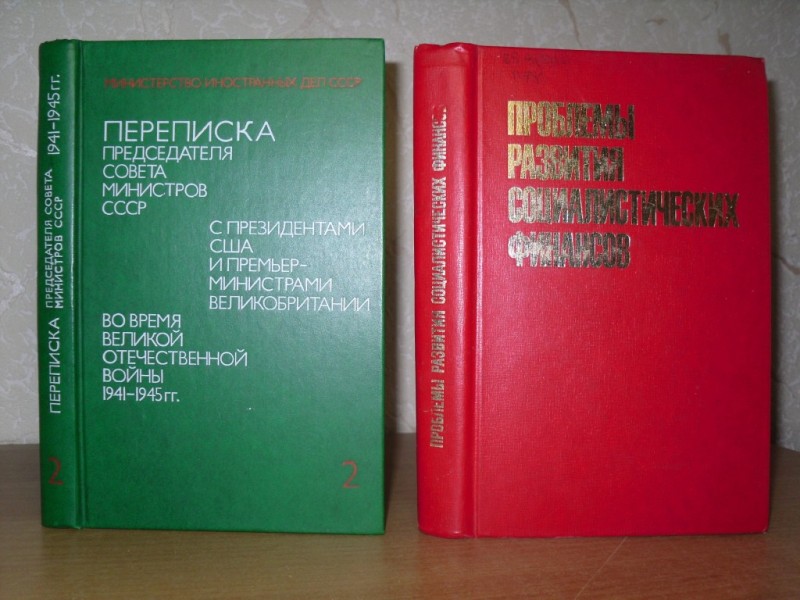 МИНИСТЕРСТВО ИНОСТРАННЫХ ДЕЛ СССР
ПЕРЕПИСКА
ПРЕДСЕДАТЕЛЯ
СОВЕТА
МИНИСТРОВ
СССР
С ПРЕЗИДЕНТАМИ
США
И ПРЕМЬЕР-
МИНИСТРАМИ
ВЕЛИКОБРИТАНИИ
ВО ВРЕМЯ
ВЕЛИКОЙ
ОТЕЧЕСТВЕННОЙ
ВОЙНЫ
1941–1945 гг.
2
ПЕРЕПИСКА
ПРЕДСЕДАТЕЛЯ СОВЕТА
МИНИСТРОВ СССР
1941–1945 гг.
2
ПРОБЛЕМЫ
РАЗВИТИЯ
СОЦИАЛИСТИЧЕСКИХ
ФИНАНСОВ
ПРОБЛЕМЫ РАЗВИТИЯ СОЦИАЛИСТИЧЕСКИХ ФИНАНСОВ